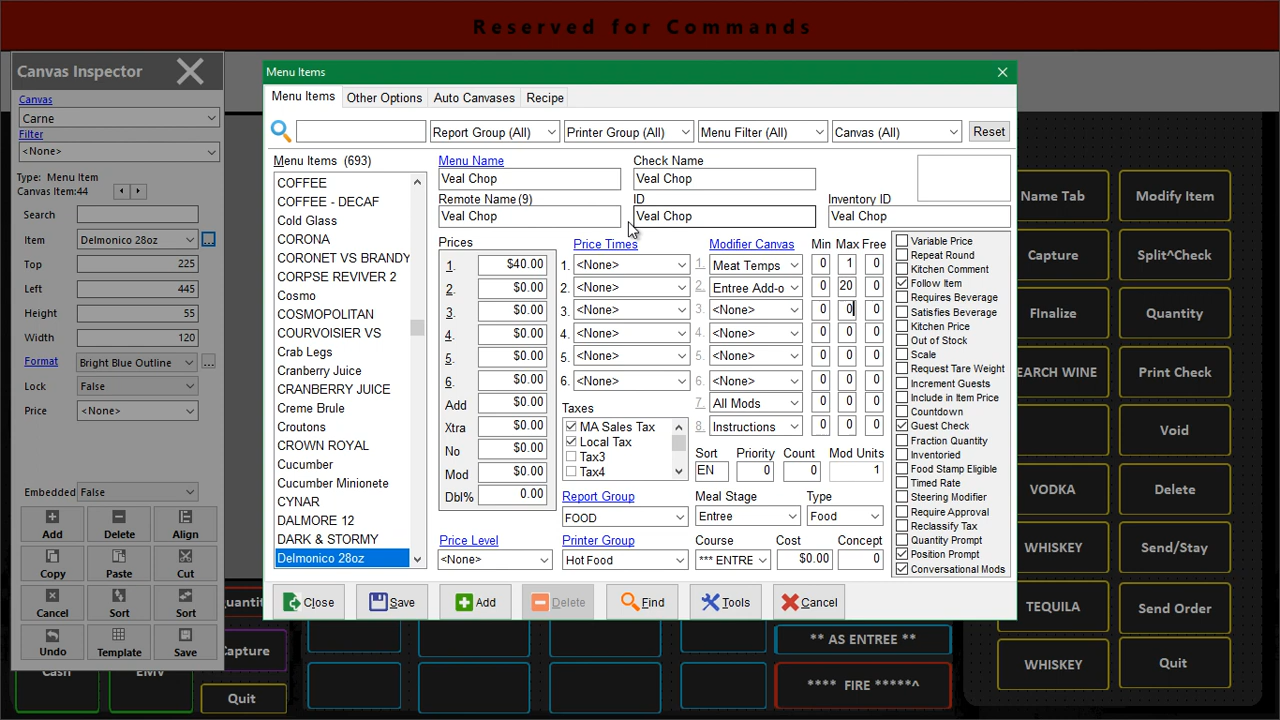 Reserved for Commands
Canvas Inspector
Canvas
Carne
Filter
<None>
Type: Menu Item
Canvas Item:44
Search
Item Delmonico 28oz ...
Top 225
Left 445
Height 55
Width 120
Format Bright Blue Outline ...
Lock False
Price <None>
Embedded False
Add Delete Align
Copy Paste Cut
Cancel Sort Sort
Undo Template Save
Menu Items
Menu Items Other Options Auto Canvases Recipe
Report Group (All) Printer Group (All) Menu Filter (All) Canvas (All) Reset
Menu Items (693)
COFFEE
COFFEE - DECAF
Cold Glass
CORONA
CORONET VS BRANDY
CORPSE REVIVER 2
Cosmo
COSMOPOLITAN
COURVOISIER VS
Crab Legs
Cranberry Juice
CRANBERRY JUICE
Creme Brule
Croutons
CROWN ROYAL
Cucumber
Cucumber Minionete
CYNAR
DALMORE 12
DARK & STORMY
Delmonico 28oz
Menu Name Check Name
Veal Chop Veal Chop
Remote Name (9) ID Inventory ID
Veal Chop Veal Chop Veal Chop
Prices
1. $40.00
2. $0.00
3. $0.00
4. $0.00
5. $0.00
6. $0.00
Add $0.00
Xtra $0.00
No $0.00
Mod $0.00
Dbl% 0.00
Price Level
<None>
Price Times
1. <None>
2. <None>
3. <None>
4. <None>
5. <None>
6. <None>
Taxes
MA Sales Tax
Local Tax
Tax3
Tax4
Report Group
FOOD
Printer Group
Hot Food
Modifier Canvas Min Max Free
1. Meat Temps 0 1 0
2. Entree Add-o 0 20 0
3. <None> 0 0 0
4. <None> 0 0 0
5. <None> 0 0 0
6. <None> 0 0 0
7. All Mods 0 0 0
8. Instructions 0 0 0
Sort Priority Count Mod Units
EN 0 0 1
Meal Stage Type
Entree Food
Course Cost Concept
*** ENTRE $0.00 0
Variable Price
Repeat Round
Kitchen Comment
Follow Item
Requires Beverage
Satisfies Beverage
Kitchen Price
Out of Stock
Scale
Request Tare Weight
Increment Guests
Include in Item Price
Countdown
Guest Check
Fraction Quantity
Inventoried
Food Stamp Eligible
Timed Rate
Steering Modifier
Require Approval
Reclassify Tax
Quantity Prompt
Position Prompt
Conversational Mods
Close Save Add Delete Find Tools Cancel
Name Tab Modify Item
Capture Split^Check
FInalize Quantity
EARCH WINE Print Check
Void
VODKA Delete
WHISKEY Send/Stay
TEQUILA Send Order
WHISKEY Quit
uantit
Capture
Cash EMV Quit
** AS ENTREE **
**** FIRE *****^